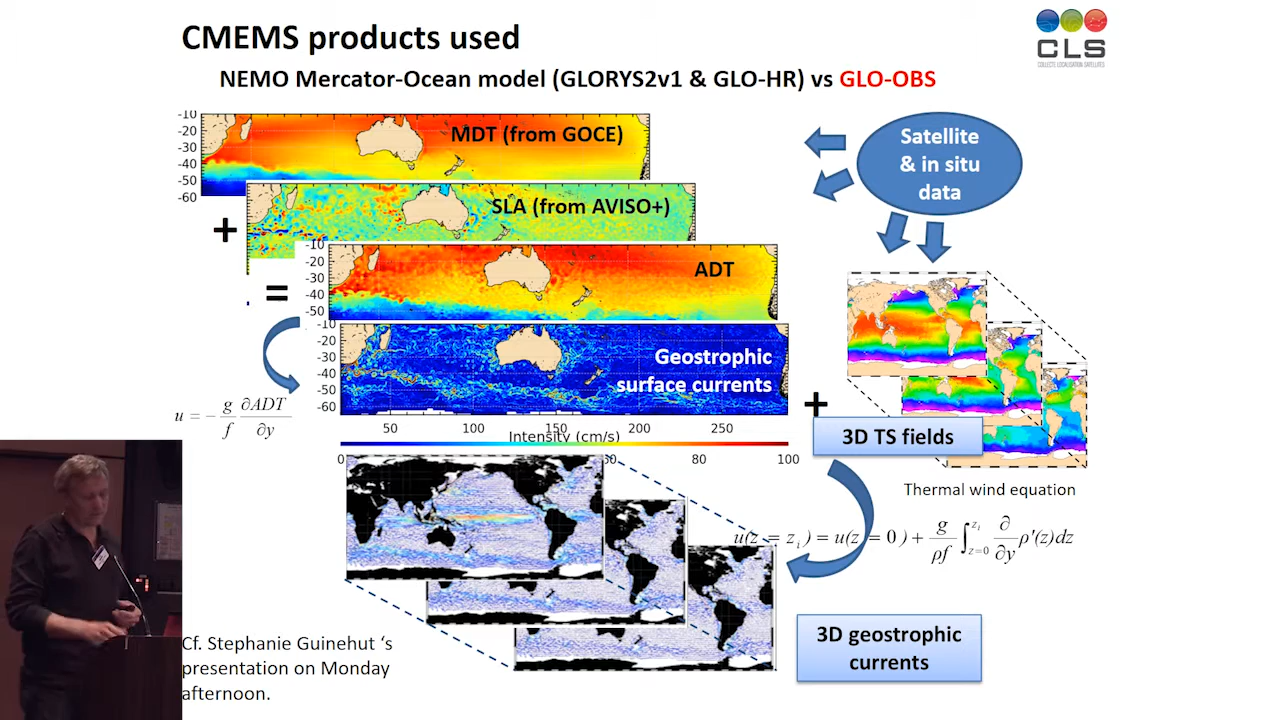 CMEMS products used
CLS
COLLECTE LOCALISATION SATELLITES
NEMO Mercator-Ocean model (GLORYS2v1 & GLO-HR) vs GLO-OBS
-10
-30
-40
-50
-60
MDT (from GOCE)
Satellite
& in situ
data
+
SLA (from AVISO+)
=
-10
-20
-30
-40
-50
ADT
-10
-20
-30
-40
-50
-60
Geostrophic
surface currents
50 100 150 200 250
Intensity (cm/s)
0 80 100
u = − g/f ∂ADT/∂y
+
3D TS fields
Thermal wind equation
u(z = z_i) = u(z = 0) + g/ρf ∫_{z=0}^{z_i} ∂/∂y ρ'(z)dz
3D geostrophic
currents
Cf. Stephanie Guinehut ‘s
presentation on Monday
afternoon.